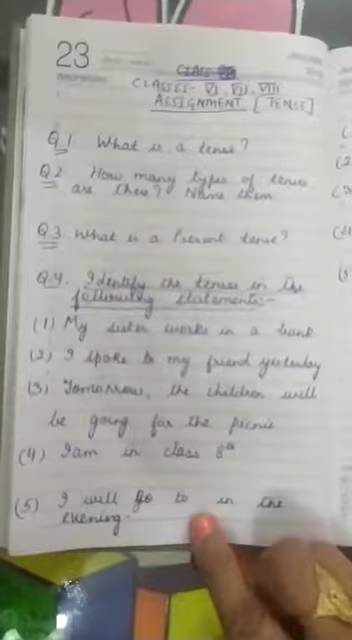 23
CLASSES - VI, VII, VIII
ASSIGNMENT [TENSE]
Q1 What is a tense?
Q2 How many types of tenses
are there? Name them
Q3 What is a Present tense?
Q4. Identify the tenses in the
following statements:-
(1) My sister works in a bank
(2) I spoke to my friend yesterday
(3) Tomorrow, the children will
be going for the picnic
(4) I am in class 8th
(5) I will go to in the
evening.